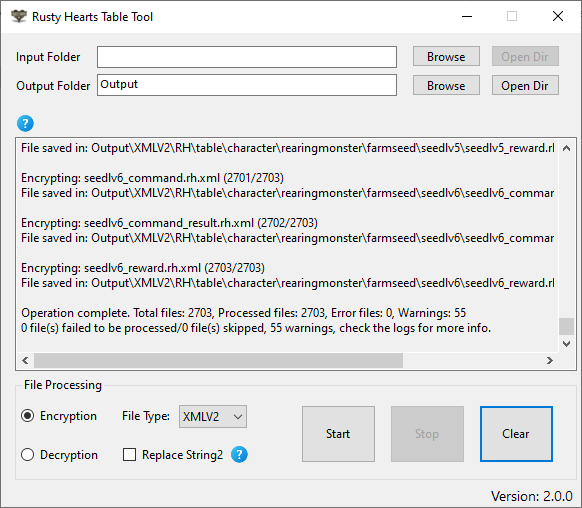 Rusty Hearts Table Tool
Input Folder
Browse
Open Dir
Output Folder
Output
Browse
Open Dir
?
File saved in: Output\XMLV2\RH\table\character\rearingmonster\farmseed\seedlv5\seedlv5_reward.rl
Encrypting: seedlv6_command.rh.xml (2701/2703)
File saved in: Output\XMLV2\RH\table\character\rearingmonster\farmseed\seedlv6\seedlv6_commar
Encrypting: seedlv6_command_result.rh.xml (2702/2703)
File saved in: Output\XMLV2\RH\table\character\rearingmonster\farmseed\seedlv6\seedlv6_commar
Encrypting: seedlv6_reward.rh.xml (2703/2703)
File saved in: Output\XMLV2\RH\table\character\rearingmonster\farmseed\seedlv6\seedlv6_reward.rl
Operation complete. Total files: 2703, Processed files: 2703, Error files: 0, Warnings: 55
0 file(s) failed to be processed/0 file(s) skipped, 55 warnings, check the logs for more info.
File Processing
Encryption
File Type:
XMLV2
Decryption
Replace String2
?
Start
Stop
Clear
Version: 2.0.0